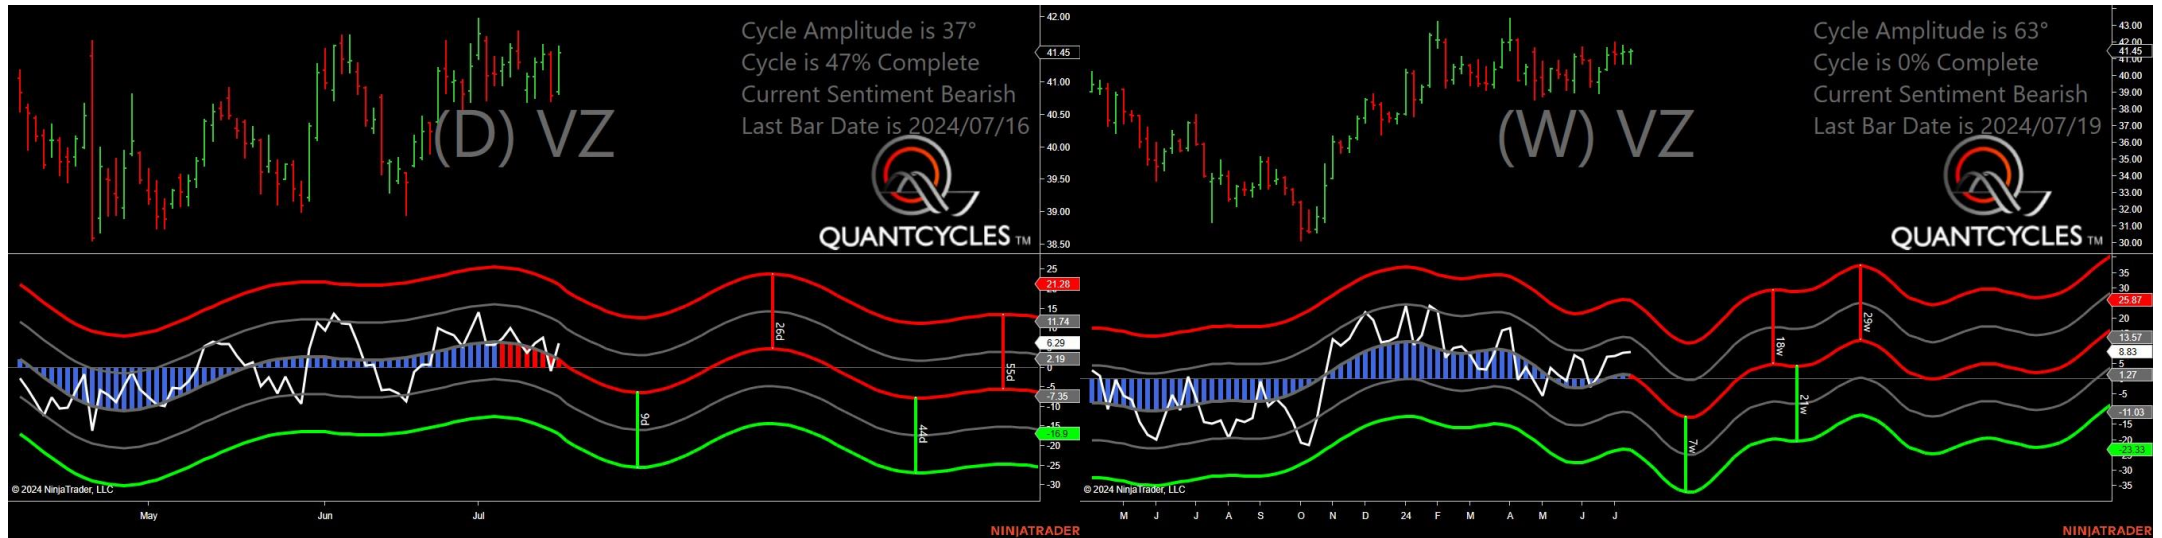 Cycle Amplitude is 37°
Cycle is 47% Complete
Current Sentiment Bearish
Last Bar Date is 2024/07/16
(D) VZ
QUANTCYCLES TM
42.00
41.45
41.00
40.50
40.00
39.50
39.00
38.50
25
21.28
15
11.74
6.29
2.19
0
-5
-7.35
-10
-15
-16.9
-20
-25
-30
9d
26d
44d
55d
© 2024 NinjaTrader, LLC
May Jun Jul
NINJATRADER
Cycle Amplitude is 63°
Cycle is 0% Complete
Current Sentiment Bearish
Last Bar Date is 2024/07/19
(W) VZ
QUANTCYCLES TM
43.00
42.00
41.45
41.00
40.00
39.00
38.00
37.00
36.00
35.00
34.00
33.00
32.00
31.00
30.00
35
30
25.87
20
13.57
8.83
5
1.27
-5
-11.03
-15
-20
-23.33
-30
-35
7w
18w
21w
29w
© 2024 NinjaTrader, LLC
M J J A S O N D 24 F M A M J J
NINJATRADER